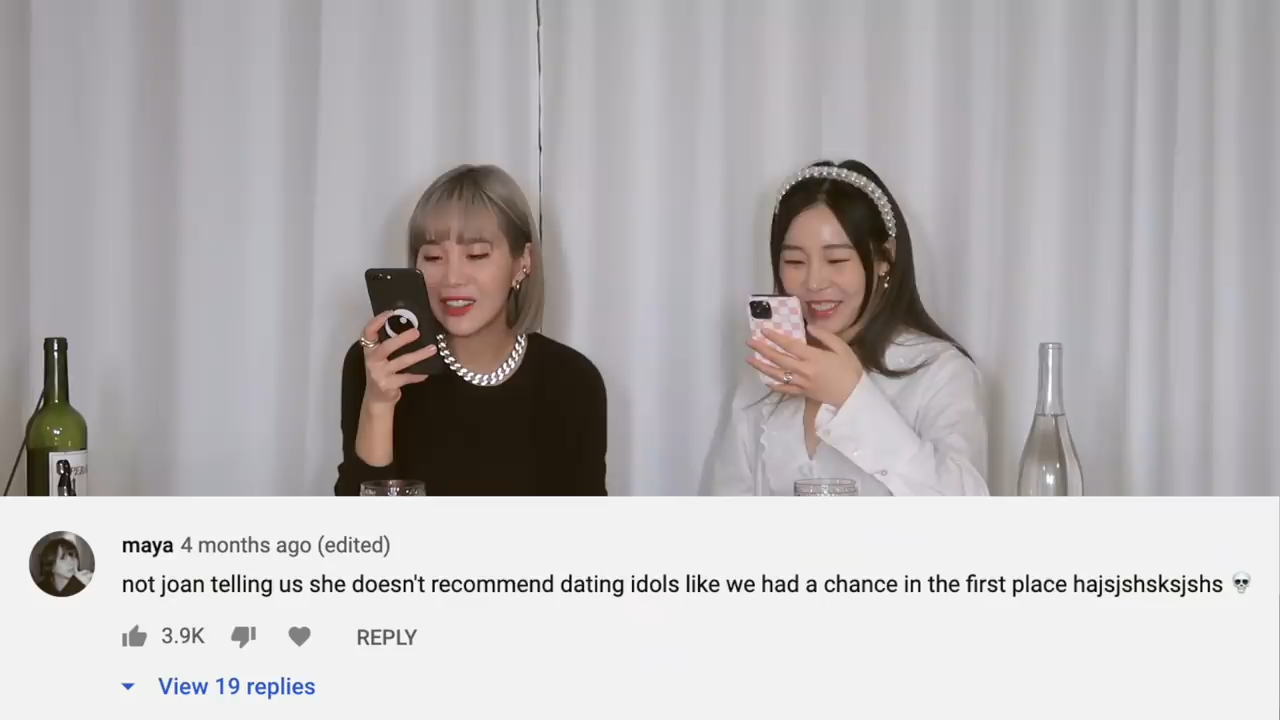 maya 4 months ago (edited)
not joan telling us she doesn't recommend dating idols like we had a chance in the first place hajsjshsksjshs 💀
3.9K REPLY
View 19 replies